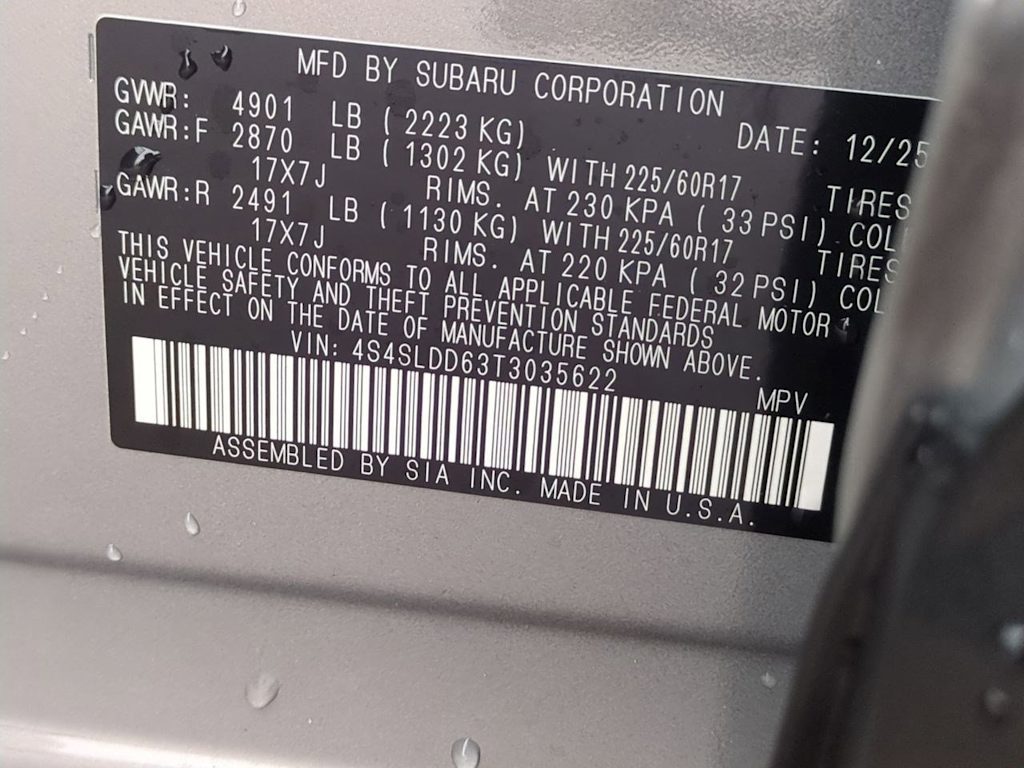 MFD BY SUBARU CORPORATION
GVWR: 4901 LB ( 2223 KG) DATE: 12/25
GAWR:F 2870 LB ( 1302 KG) WITH 225/60R17 TIRES
17X7J RIMS. AT 230 KPA ( 33 PSI) COL
GAWR:R 2491 LB ( 1130 KG) WITH 225/60R17 TIRES
17X7J RIMS. AT 220 KPA ( 32 PSI) COL
THIS VEHICLE CONFORMS TO ALL APPLICABLE FEDERAL MOTOR
VEHICLE SAFETY AND THEFT PREVENTION STANDARDS
IN EFFECT ON THE DATE OF MANUFACTURE SHOWN ABOVE.
VIN: 4S4SLDD63T3035622 MPV
ASSEMBLED BY SIA INC. MADE IN U.S.A.